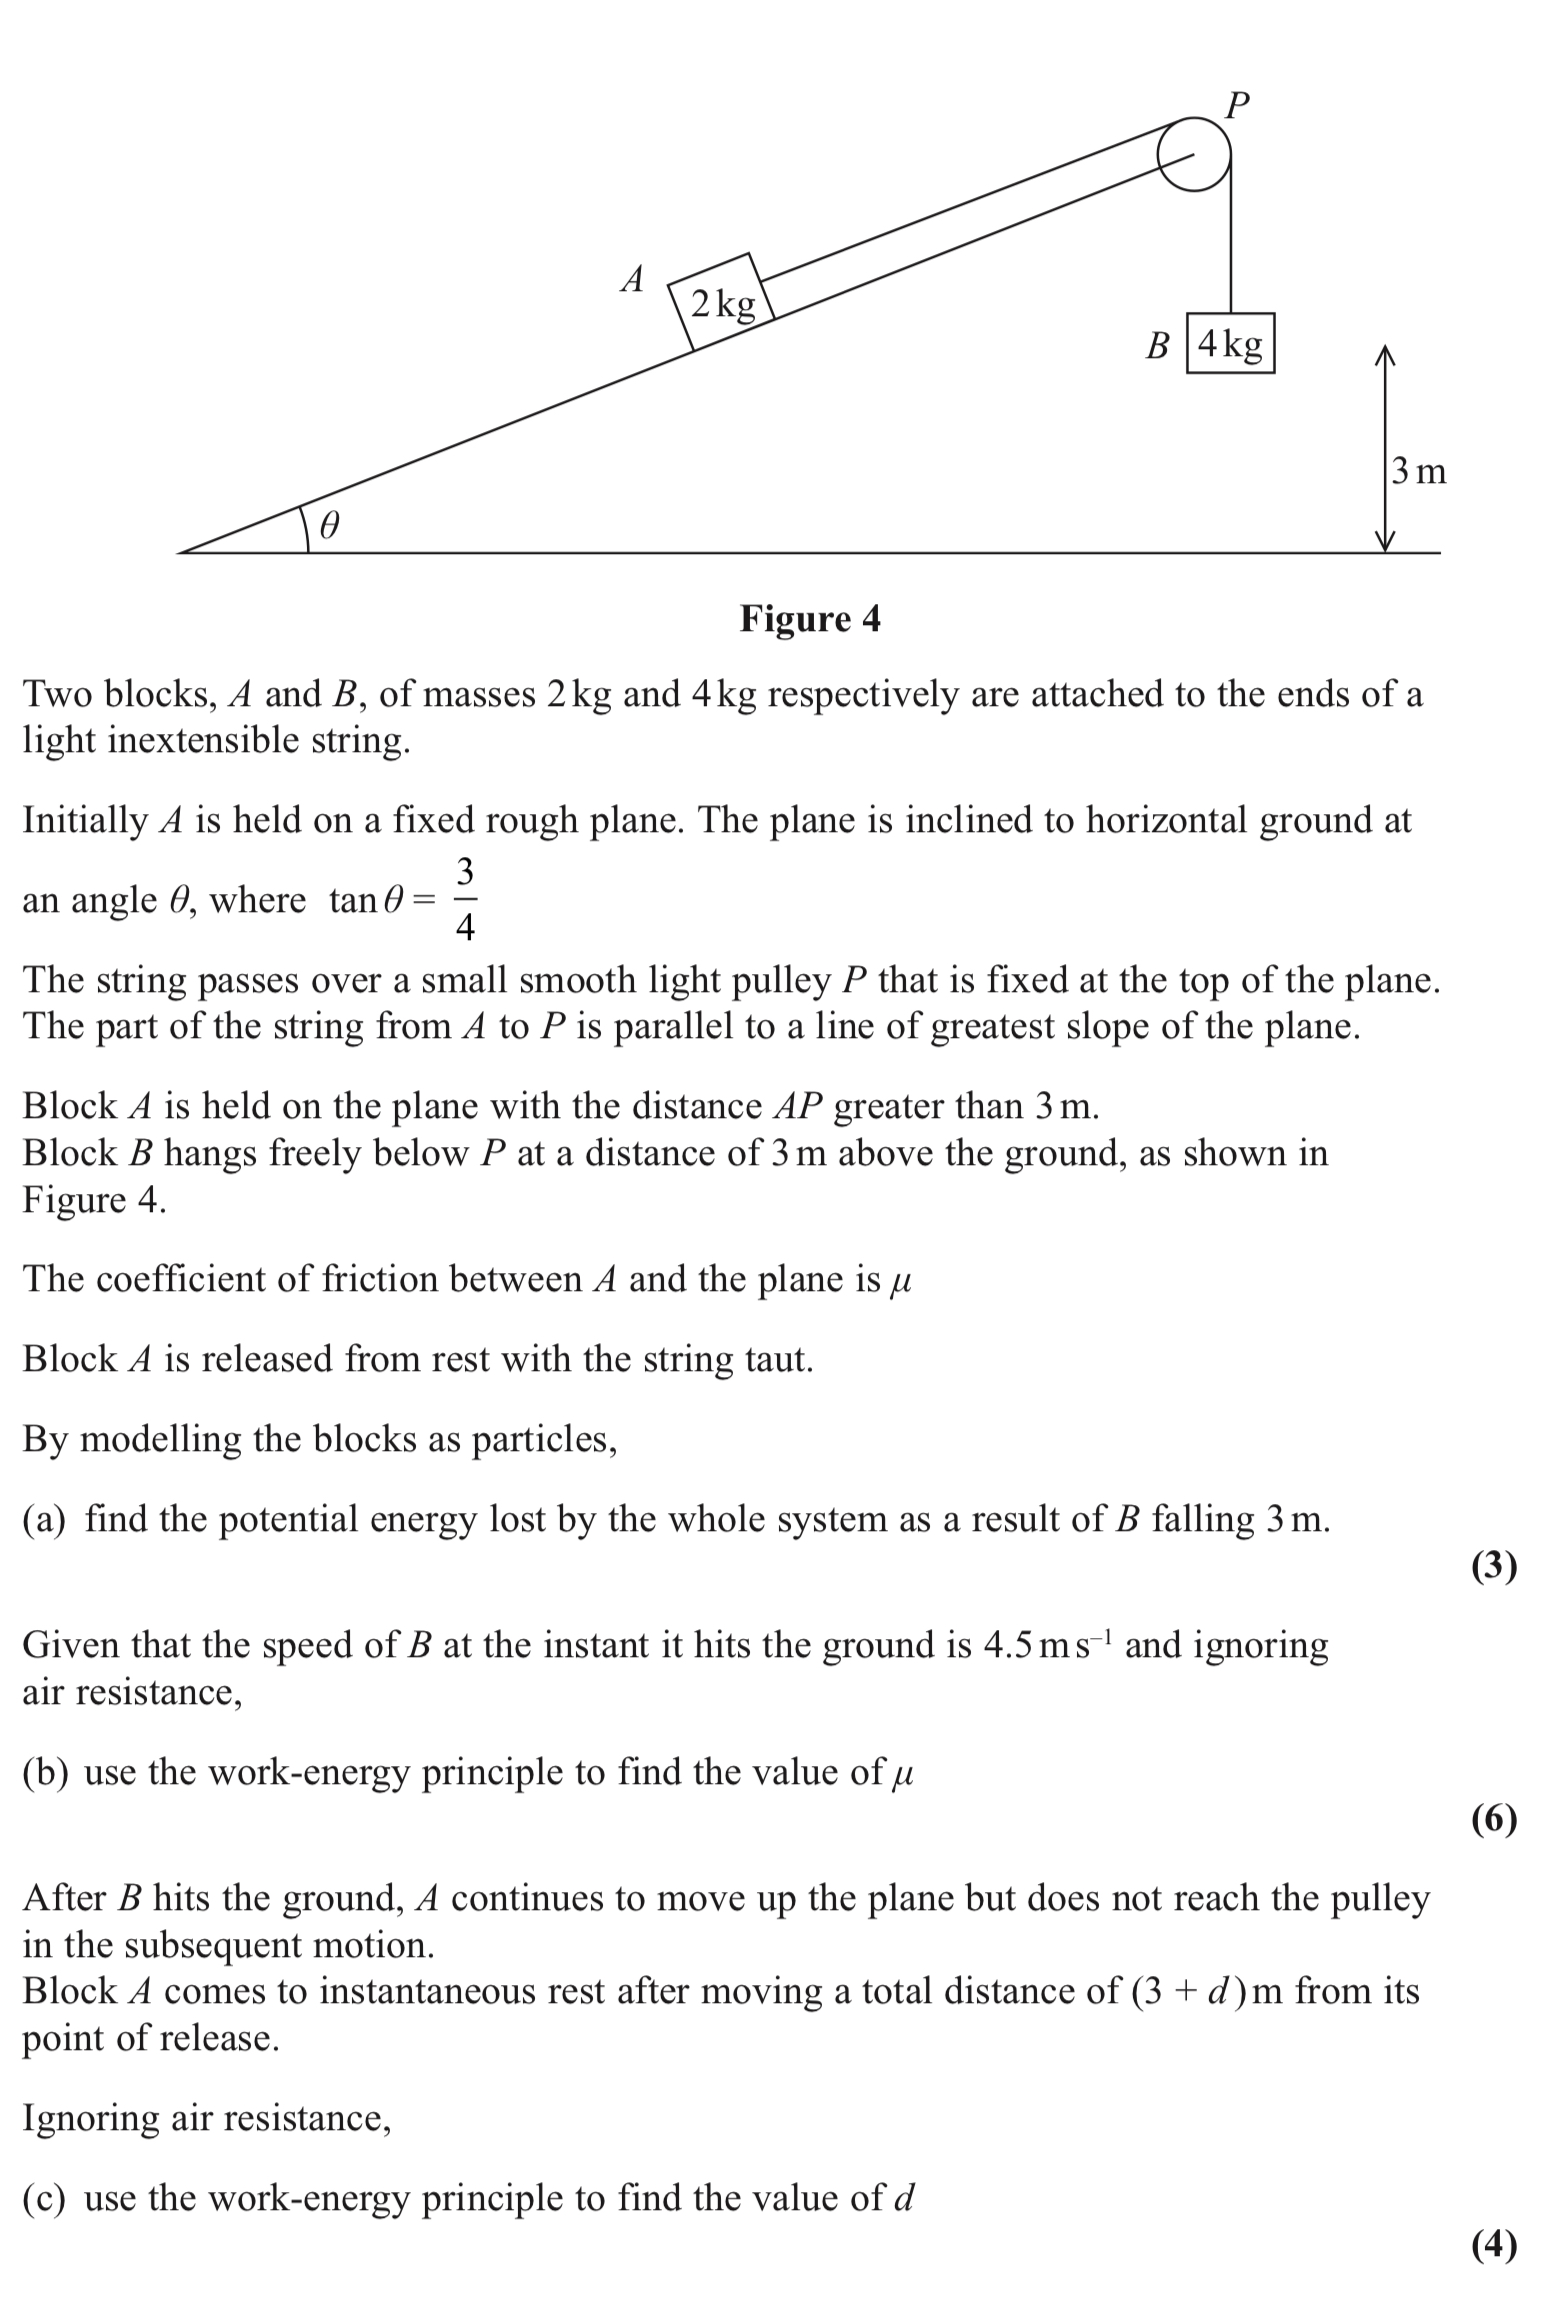 P
A
2 kg
B
4 kg
3 m
θ
Figure 4
Two blocks, A and B, of masses 2 kg and 4 kg respectively are attached to the ends of a
light inextensible string.
Initially A is held on a fixed rough plane. The plane is inclined to horizontal ground at
an angle θ, where tan θ = 3/4
The string passes over a small smooth light pulley P that is fixed at the top of the plane.
The part of the string from A to P is parallel to a line of greatest slope of the plane.
Block A is held on the plane with the distance AP greater than 3 m.
Block B hangs freely below P at a distance of 3 m above the ground, as shown in
Figure 4.
The coefficient of friction between A and the plane is μ
Block A is released from rest with the string taut.
By modelling the blocks as particles,
(a) find the potential energy lost by the whole system as a result of B falling 3 m.
(3)
Given that the speed of B at the instant it hits the ground is 4.5 m s⁻¹ and ignoring
air resistance,
(b) use the work-energy principle to find the value of μ
(6)
After B hits the ground, A continues to move up the plane but does not reach the pulley
in the subsequent motion.
Block A comes to instantaneous rest after moving a total distance of (3 + d) m from its
point of release.
Ignoring air resistance,
(c) use the work-energy principle to find the value of d
(4)